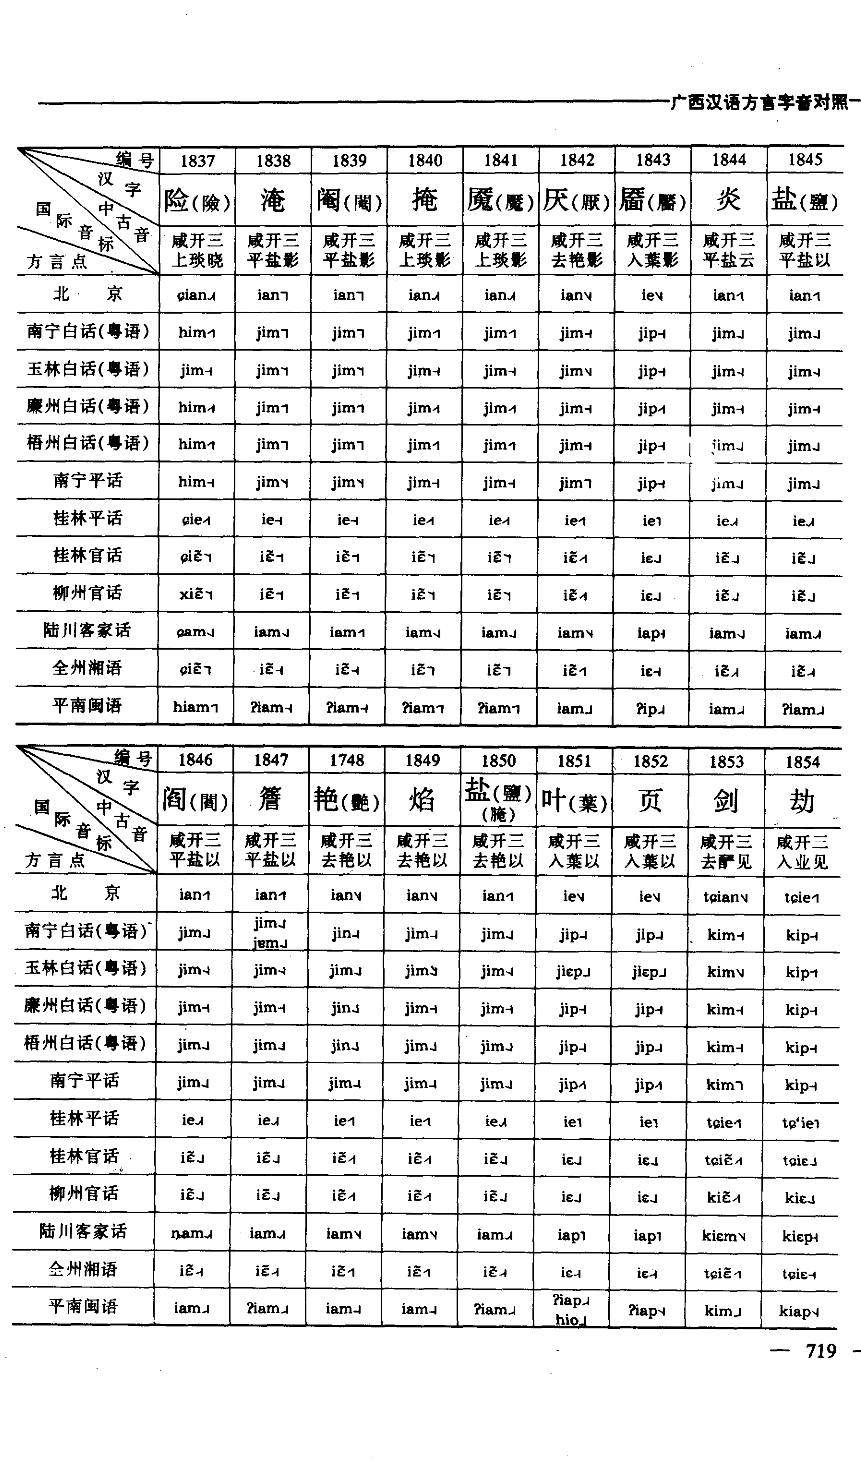 广西汉语方言字音对照
编号 1837 1838 1839 1840 1841 1842 1843 1844 1845
汉字 险(險) 淹 阉(閹) 掩 魇(魘) 厌(厭) 靥(靨) 炎 盐(鹽)
国际音标 中古音 咸开三 咸开三 咸开三 咸开三 咸开三 咸开三 咸开三 咸开三 咸开三
方言点 上琰晓 平盐影 平盐影 上琰影 上琰影 去艳影 入葉影 平盐云 平盐以
北京 ɕian ian ian ian ian ian ie ian ian
南宁白话(粤语) him jim jim jim jim jim jip jim jim
玉林白话(粤语) jim jim jim jim jim jim jip jim jim
廉州白话(粤语) him jim jim jim jim jim jip jim jim
梧州白话(粤语) him jim jim jim jim jim jip jim jim
南宁平话 him jim jim jim jim jim jip jim jim
桂林平话 ɕie ie ie ie ie ie ie ie ie
桂林官话 ɕiẽ iẽ iẽ iẽ iẽ iẽ iɛ iẽ iẽ
柳州官话 xiẽ iẽ iẽ iẽ iẽ iẽ iɛ iẽ iẽ
陆川客家话 ɕam iam iam iam iam iam iap iam iam
全州湘语 ɕiẽ iẽ iẽ iẽ iẽ iẽ iɛ iẽ iẽ
平南闽语 hiam ʔiam ʔiam ʔiam ʔiam iam ʔip iam ʔiam
编号 1846 1847 1748 1849 1850 1851 1852 1853 1854
汉字 阎(閻) 簷 艳(艷) 焰 盐(鹽)(腌) 叶(葉) 页 剑 劫
国际音标 中古音 咸开三 咸开三 咸开三 咸开三 咸开三 咸开三 咸开三 咸开三 咸开三
方言点 平盐以 平盐以 去艳以 去艳以 去艳以 入葉以 入葉以 去酽见 入业见
北京 ian ian ian ian ian ie ie tɕian tɕie
南宁白话(粤语) jim jim jɐm jin jim jim jip jip kim kip
玉林白话(粤语) jim jim jim jim jim jiɛp jiɛp kim kip
廉州白话(粤语) jim jim jin jim jim jip jip kim kip
梧州白话(粤语) jim jim jin jim jim jip jip kim kip
南宁平话 jim jim jim jim jim jip jip kim kip
桂林平话 ie ie ie ie ie ie ie tɕie tɕ‘ie
桂林官话 iẽ iẽ iẽ iẽ iẽ iɛ iɛ tɕiẽ tɕiɛ
柳州官话 iẽ iẽ iẽ iẽ iẽ iɛ iɛ kiẽ kiɛ
陆川客家话 ȵam iam iam iam iam iap iap kiɛm kiɛp
全州湘语 iẽ iẽ iẽ iẽ iẽ iɛ iɛ tɕiẽ tɕiɛ
平南闽语 iam ʔiam iam iam ʔiam ʔiap hio ʔiap kim kiap
— 719 —